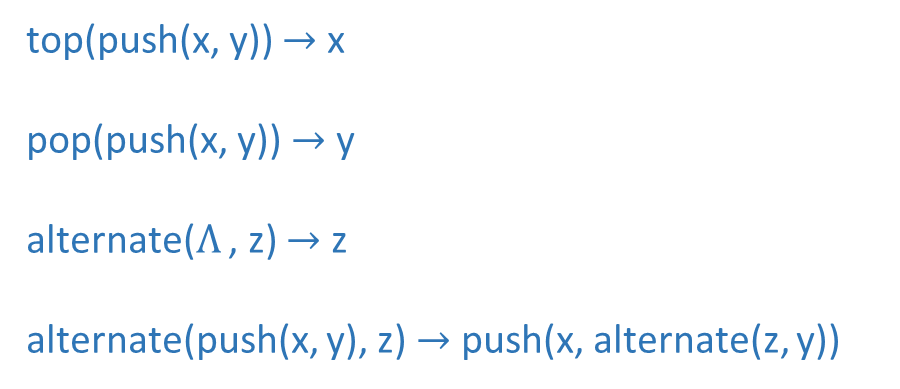 top(push(x, y)) → x
pop(push(x, y)) → y
alternate(Λ , z) → z
alternate(push(x, y), z) → push(x, alternate(z, y))